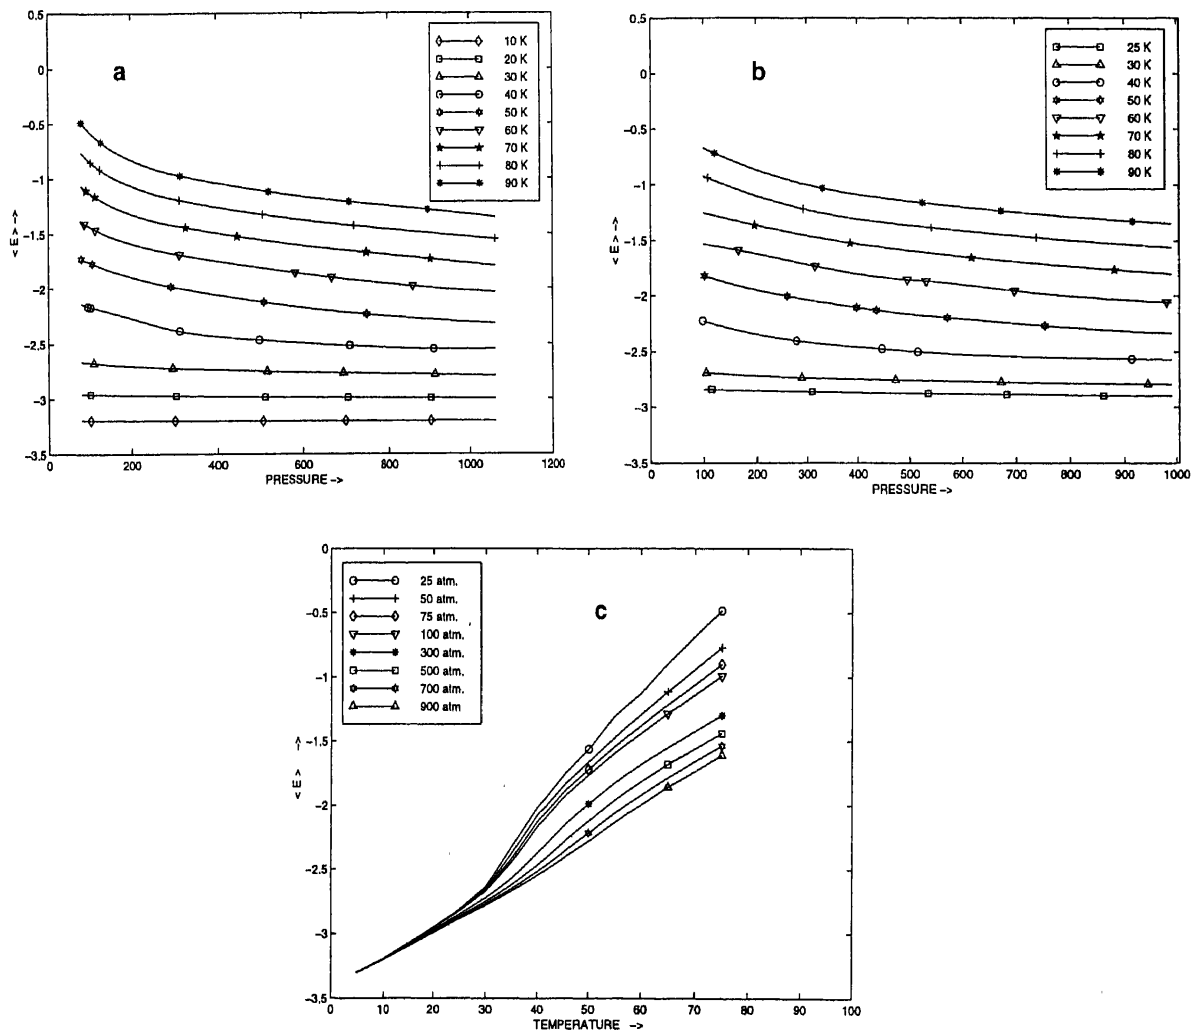 a
0.5
0
−0.5
−1
−1.5
−2
−2.5
−3
−3.5
< E > −>
0 200 400 600 800 1000 1200
PRESSURE −>
10 K
20 K
30 K
40 K
50 K
60 K
70 K
80 K
90 K
b
0.5
0
−0.5
−1
−1.5
−2
−2.5
−3
−3.5
< E > −>
0 100 200 300 400 500 600 700 800 900 1000
PRESSURE −>
25 K
30 K
40 K
50 K
60 K
70 K
80 K
90 K
c
0
−0.5
−1
−1.5
−2
−2.5
−3
−3.5
< E > −>
0 10 20 30 40 50 60 70 80 90 100
TEMPERATURE −>
25 atm.
50 atm.
75 atm.
100 atm.
300 atm.
500 atm.
700 atm.
900 atm